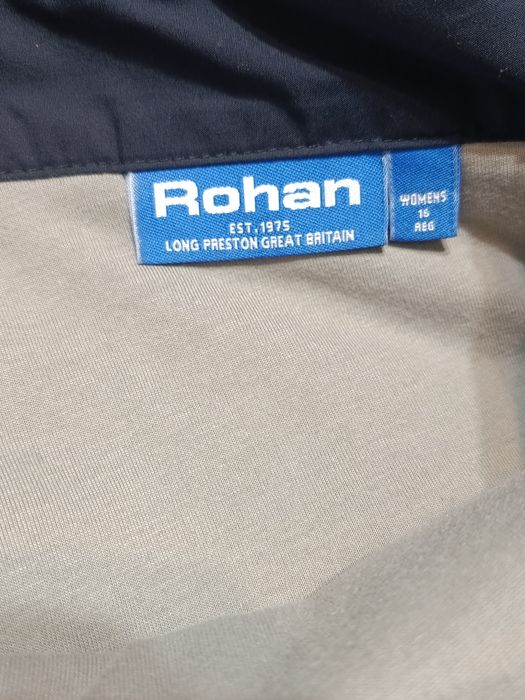 Rohan
EST.1975
LONG PRESTON GREAT BRITAIN
WOMENS
16
REG